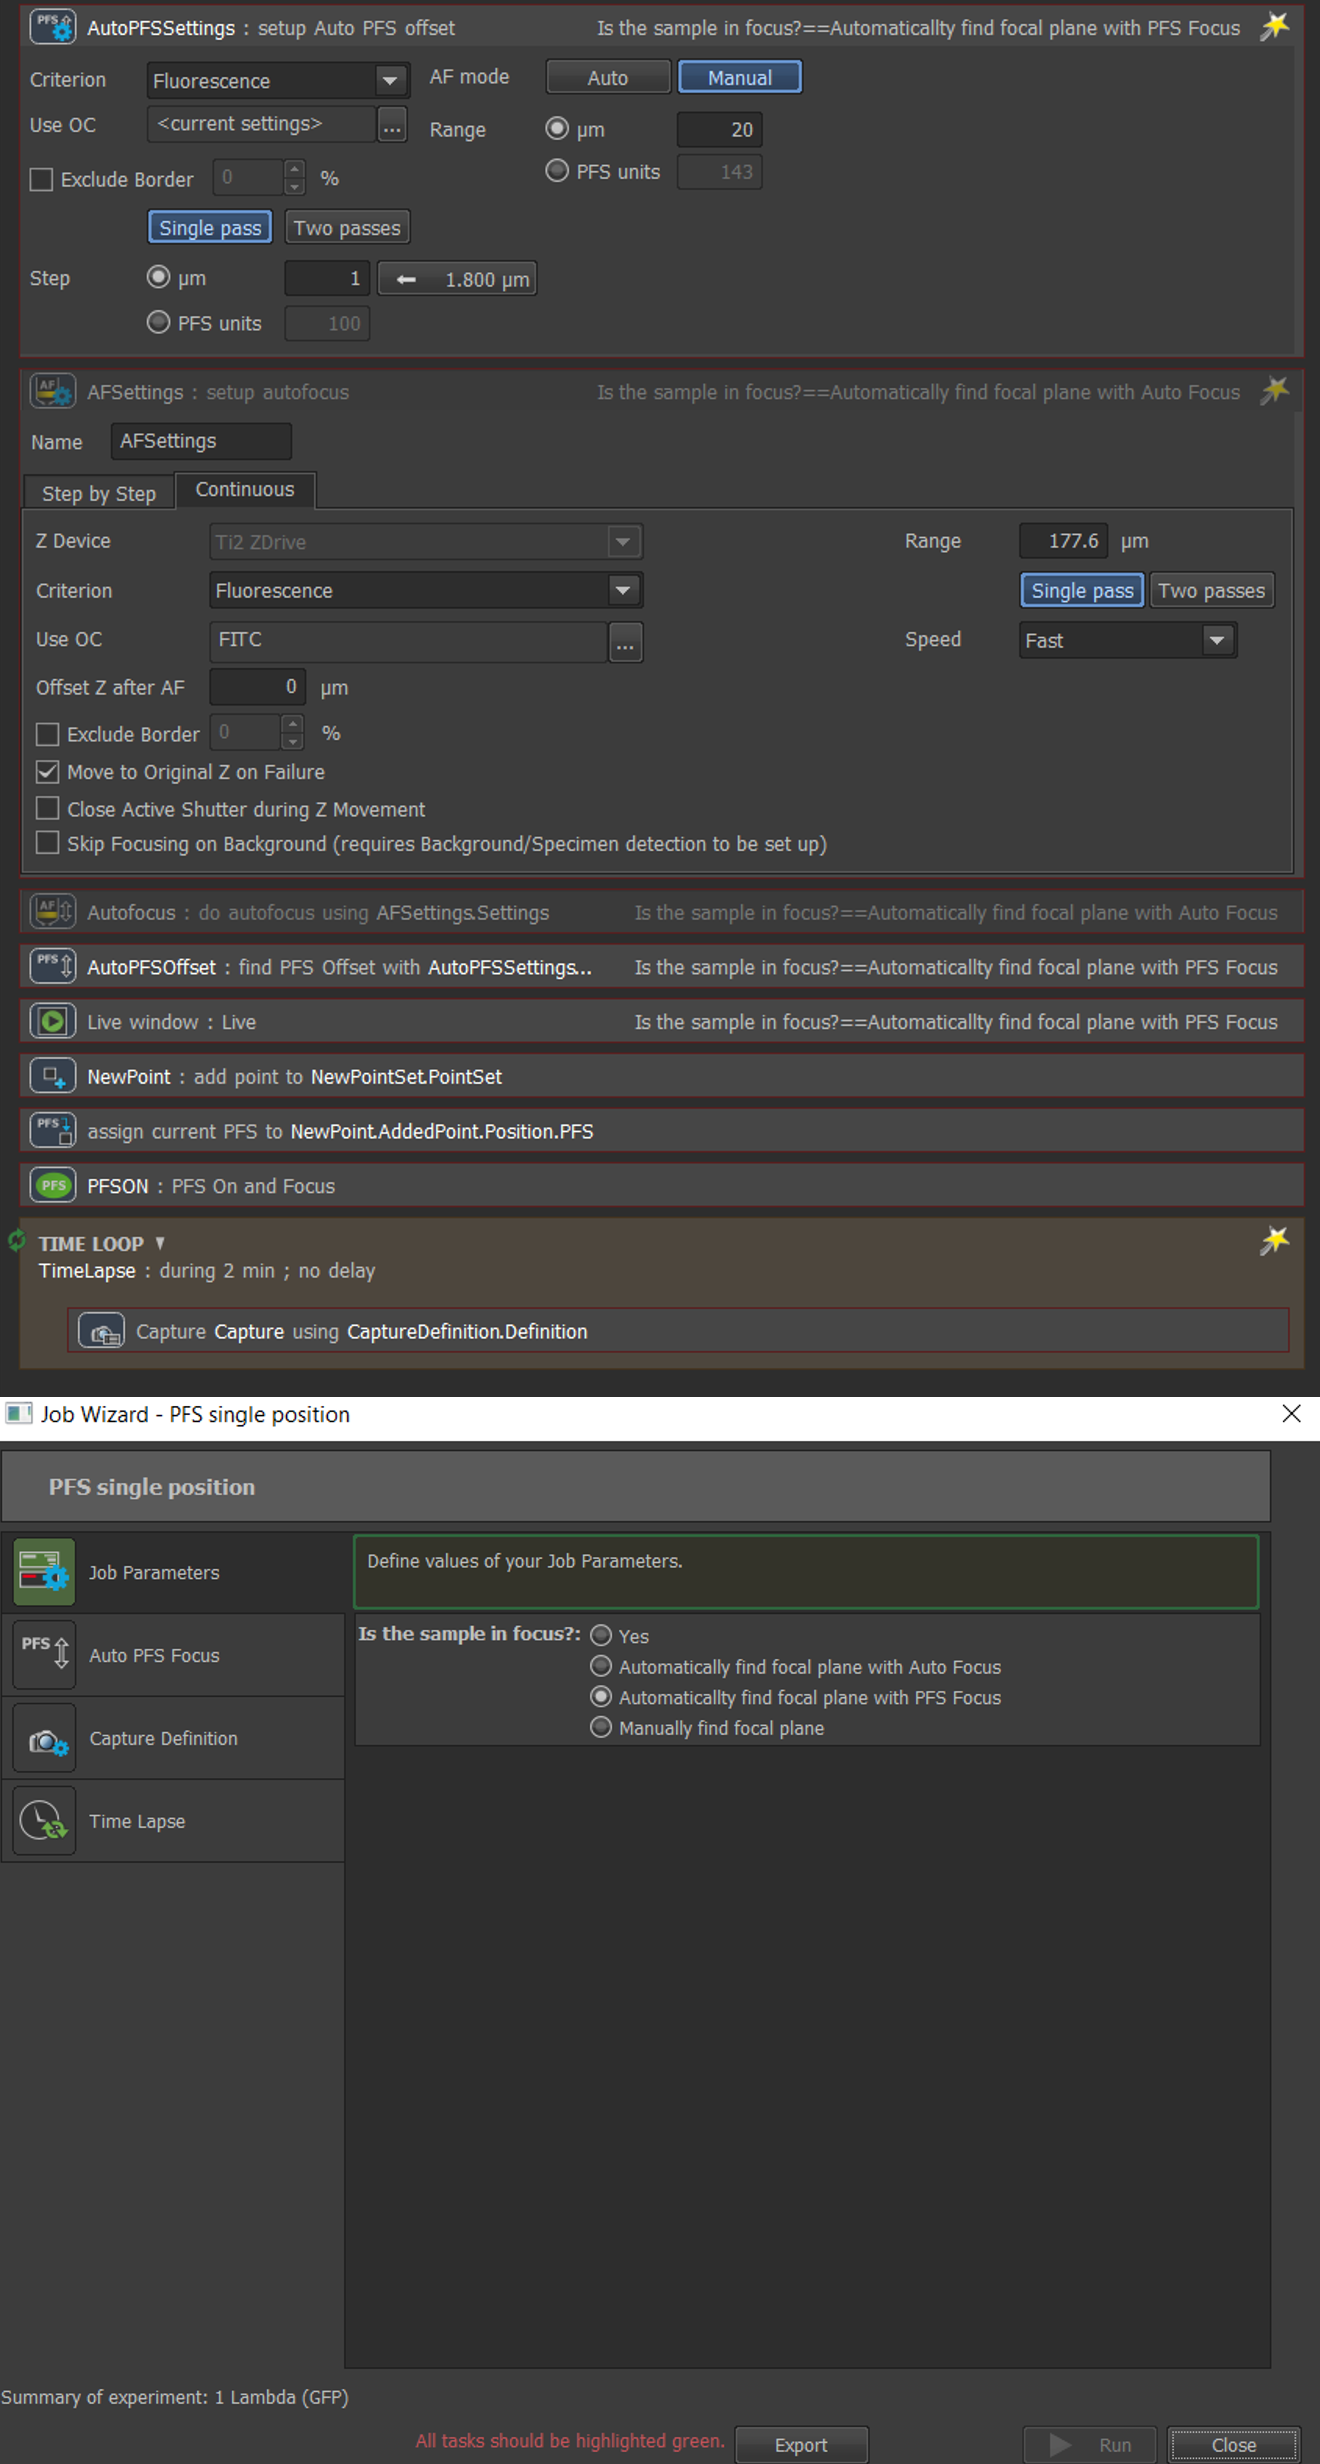 AutoPFSSettings : setup Auto PFS offset Is the sample in focus?==Automaticallty find focal plane with PFS Focus
Criterion Fluorescence AF mode Auto Manual
Use OC <current settings> ... Range µm 20
Exclude Border 0 % PFS units 143
Single pass Two passes
Step µm 1 1.800 µm
PFS units 100
AFSettings : setup autofocus Is the sample in focus?==Automatically find focal plane with Auto Focus
Name AFSettings
Step by Step Continuous
Z Device Ti2 ZDrive Range 177.6 µm
Criterion Fluorescence Single pass Two passes
Use OC FITC ... Speed Fast
Offset Z after AF 0 µm
Exclude Border 0 %
Move to Original Z on Failure
Close Active Shutter during Z Movement
Skip Focusing on Background (requires Background/Specimen detection to be set up)
AF Autofocus : do autofocus using AFSettings.Settings Is the sample in focus?==Automatically find focal plane with Auto Focus
PFS AutoPFSOffset : find PFS Offset with AutoPFSSettings... Is the sample in focus?==Automaticallty find focal plane with PFS Focus
Live window : Live Is the sample in focus?==Automaticallty find focal plane with PFS Focus
NewPoint : add point to NewPointSet.PointSet
PFS assign current PFS to NewPoint.AddedPoint.Position.PFS
PFS PFSON : PFS On and Focus
TIME LOOP
TimeLapse : during 2 min ; no delay
Capture Capture using CaptureDefinition.Definition
Job Wizard - PFS single position
PFS single position
Job Parameters
Define values of your Job Parameters.
Is the sample in focus?: Yes
Automatically find focal plane with Auto Focus
Automaticallty find focal plane with PFS Focus
Manually find focal plane
PFS Auto PFS Focus
Capture Definition
Time Lapse
Summary of experiment: 1 Lambda (GFP)
All tasks should be highlighted green. Export Run Close